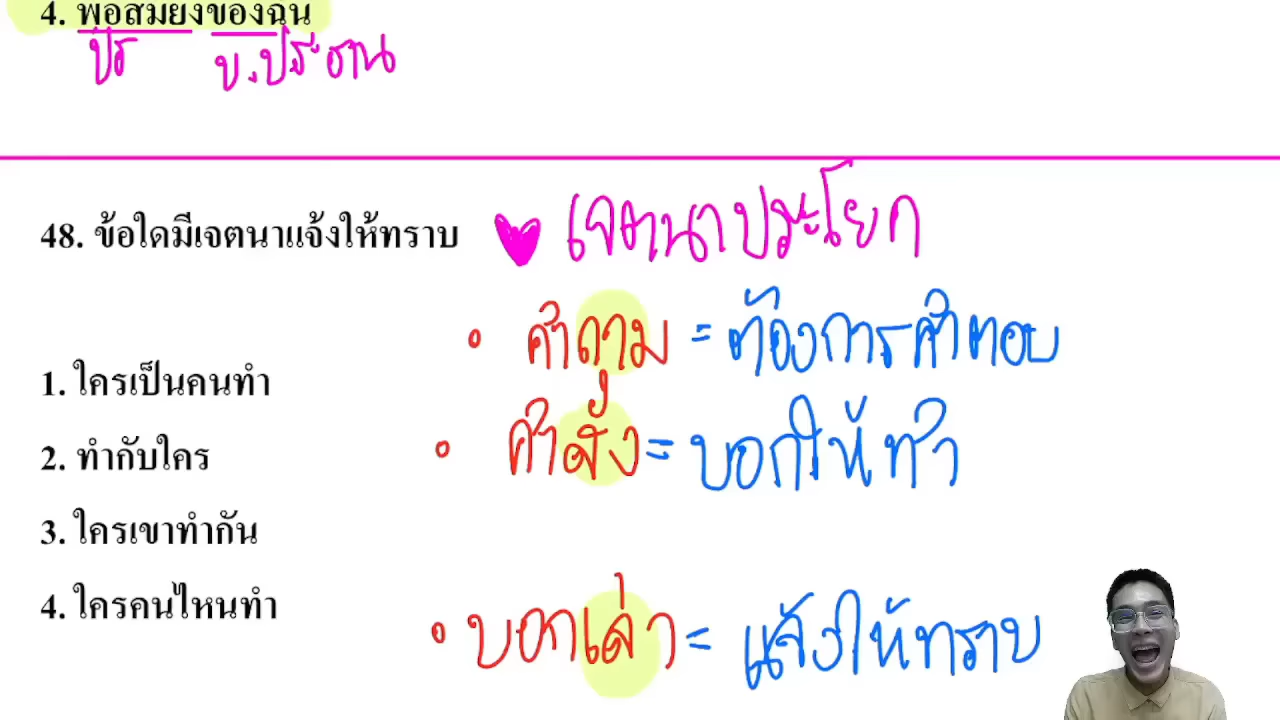 4. พ่อสมยงของฉัน
ปร ข.ประธาน
48. ข้อใดมีเจตนาแจ้งให้ทราบ เจตนาประโยค
• คำถาม = ต้องการคำตอบ
1. ใครเป็นคนทำ
• คำสั่ง = บอกให้ทำ
2. ทำกับใคร
3. ใครเขาทำกัน
4. ใครคนไหนทำ
• บอกเล่า = แจ้งให้ทราบ